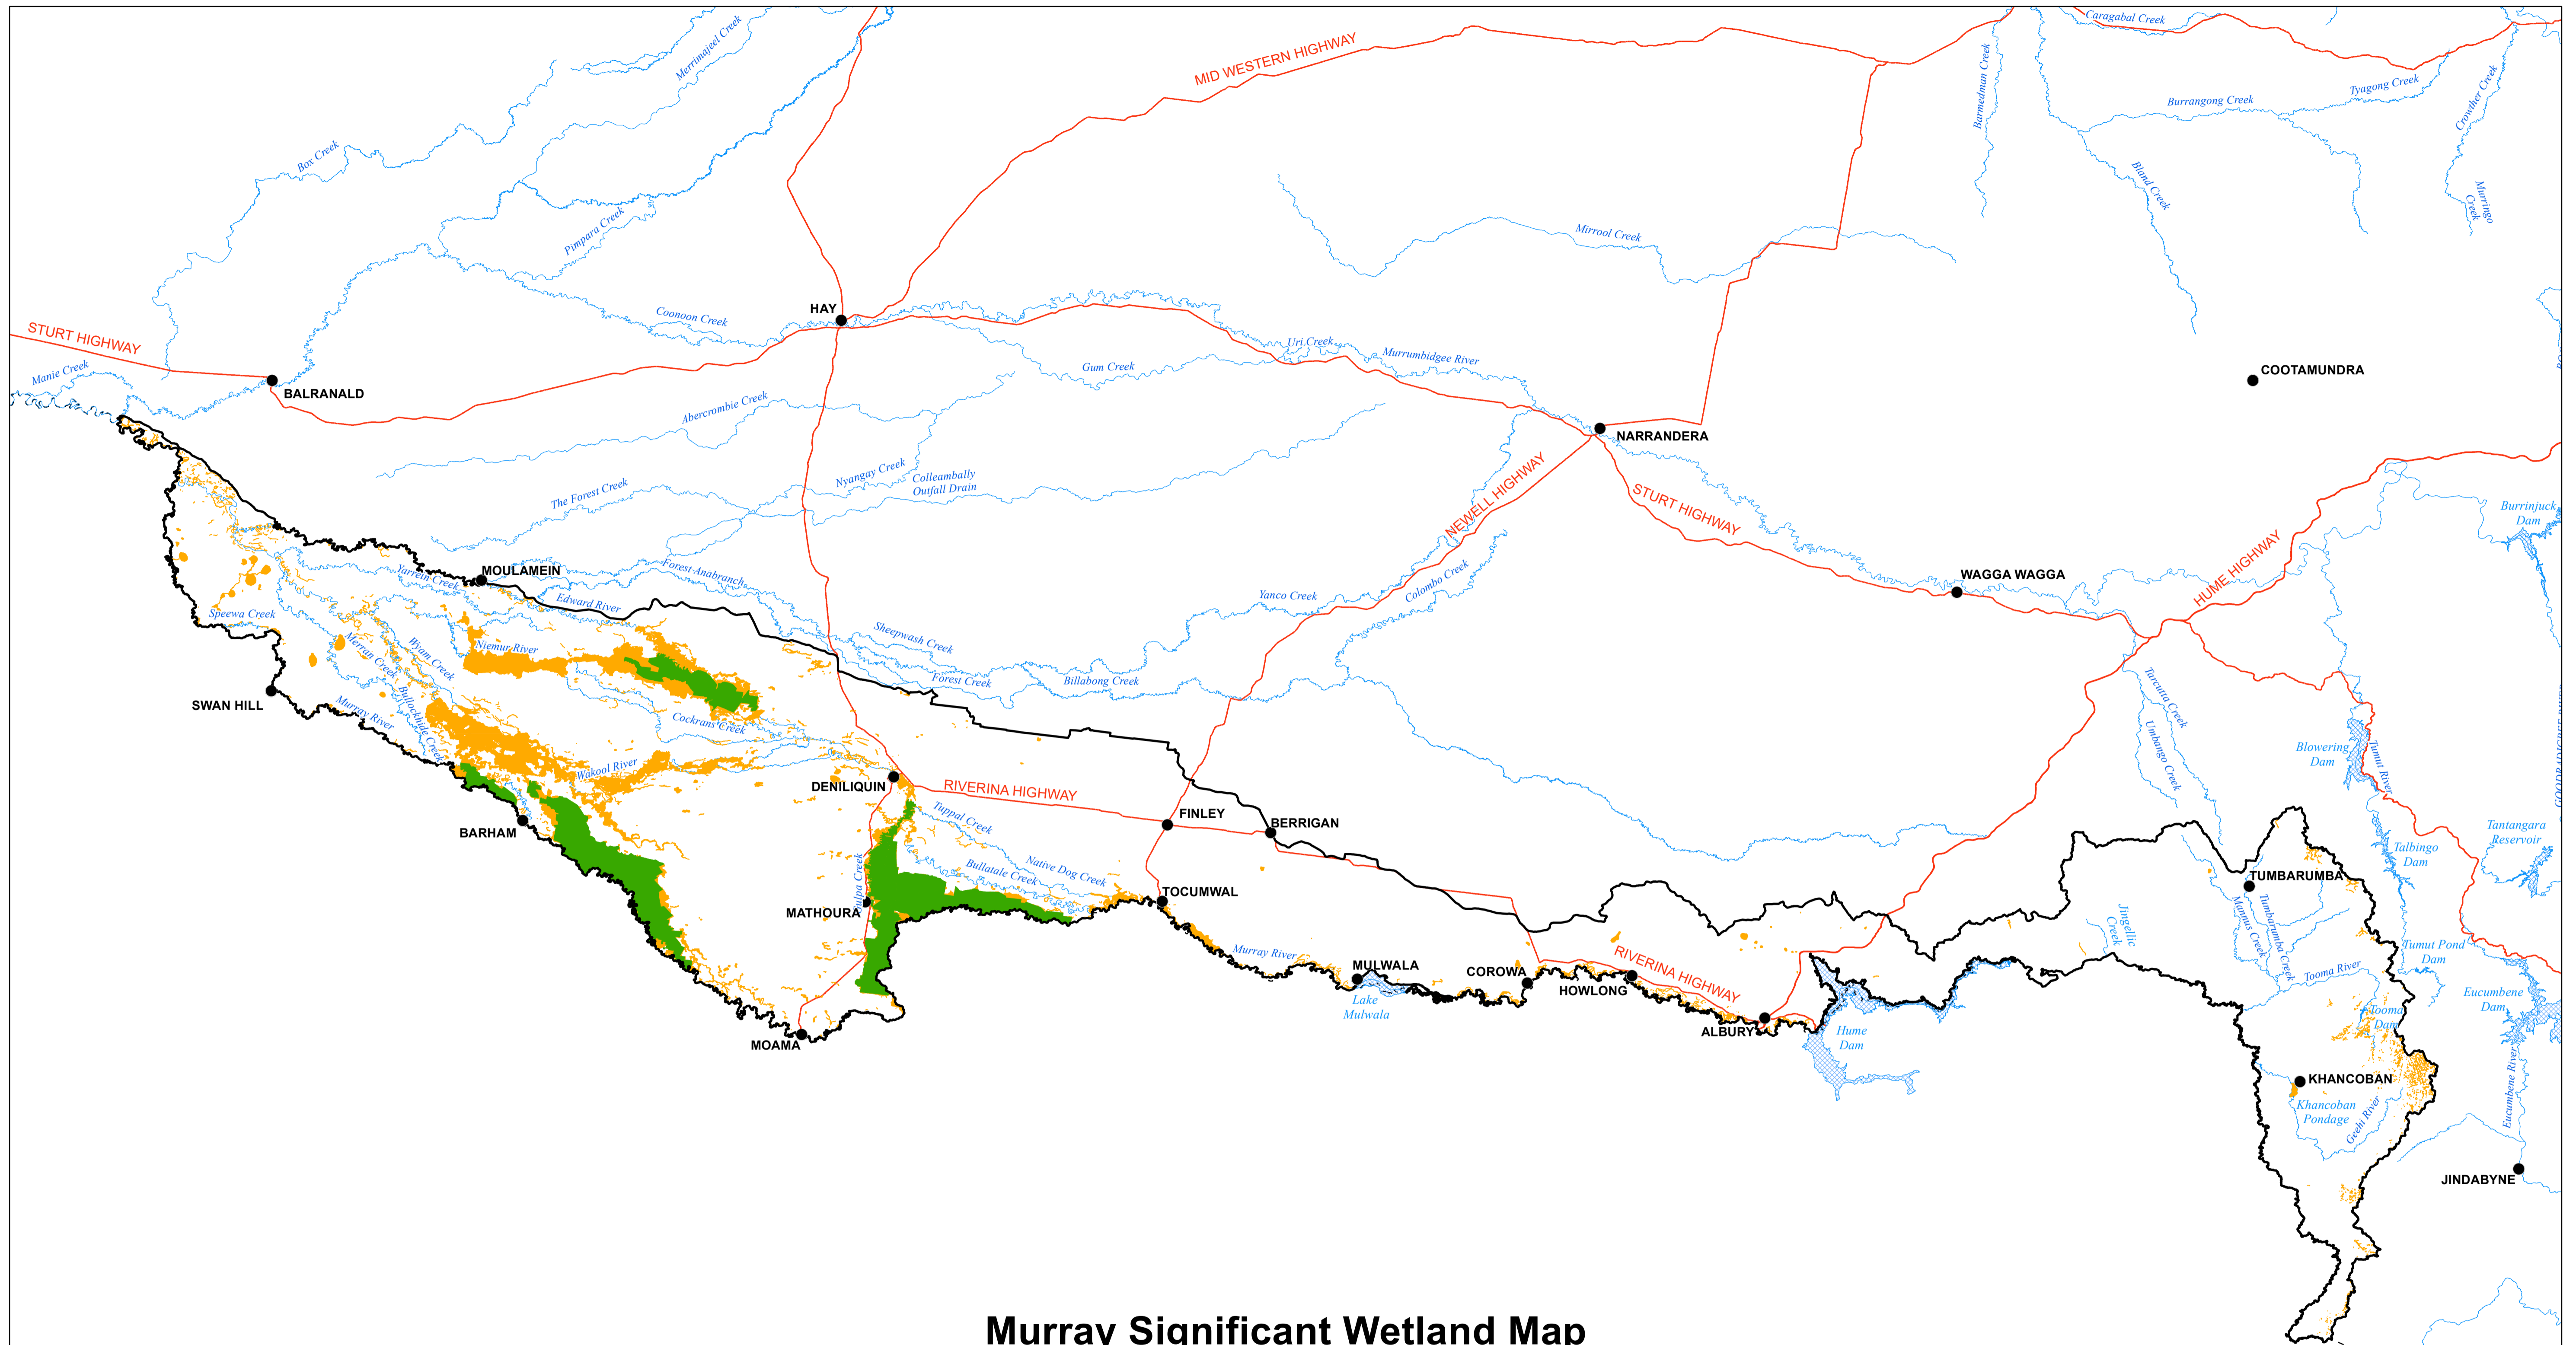 Caragabal Creek
Merrimajeel Creek
MID WESTERN HIGHWAY
Barmedman Creek
Tyagong Creek
Crowther Creek
Burrangong Creek
Box Creek
Bland Creek
Murringo
Creek
Pimpara Creek
Mirrool Creek
HAY
Coonoon Creek
STURT HIGHWAY
Uri Creek
Murrumbidgee River
Manie Creek
Gum Creek
COOTAMUNDRA
BALRANALD
Abercrombie Creek
NARRANDERA
Nyangay Creek
Colleambally
Outfall Drain
The Forest Creek
NEWELL HIGHWAY
STURT HIGHWAY
Burrinjuck
Dam
HUME HIGHWAY
MOULAMEIN
Forest Anabranch
Yarrein Creek
WAGGA WAGGA
Colombo Creek
Yanco Creek
Edward River
Speewa Creek
Sheepwash Creek
Merran Creek
Wyam Creek
Niemur River
Forest Creek
Billabong Creek
Tarcutta Creek
SWAN HILL
Murray River
Bullockhide Creek
Cockrans Creek
Umbango Creek
Blowering
Dam
Tumut River
GOODRADIGBEE RIVER
Wakool River
DENILIQUIN
RIVERINA HIGHWAY
Tuppal Creek
FINLEY
BERRIGAN
BARHAM
Tantangara
Reservoir
Talbingo
Dam
Native Dog Creek
Bullatale Creek
TUMBARUMBA
TOCUMWAL
MATHOURA
Jingellic
Creek
Mannus Creek
Tumbarumba Creek
Tumut Pond
Dam
Murray River
MULWALA
COROWA
RIVERINA HIGHWAY
HOWLONG
Tooma River
Eucumbene
Dam
Lake
Mulwala
Tooma
Dam
ALBURY
Hume
Dam
MOAMA
KHANCOBAN
Khancoban
Pondage
Geehi River
Eucumbene River
JINDABYNE
Murray Significant Wetland Map